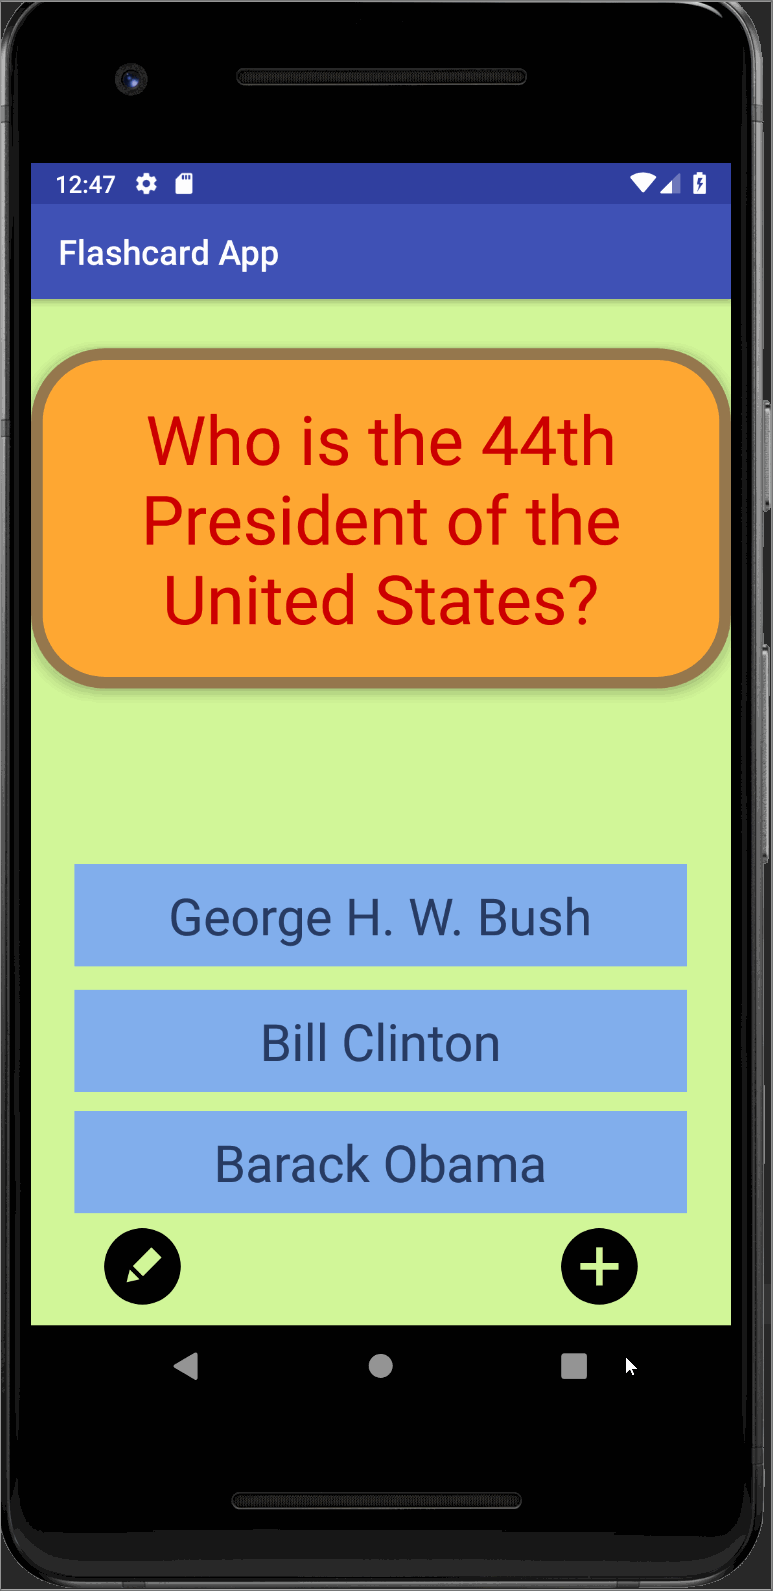 12:47
Flashcard App
Who is the 44th
President of the
United States?
George H. W. Bush
Bill Clinton
Barack Obama